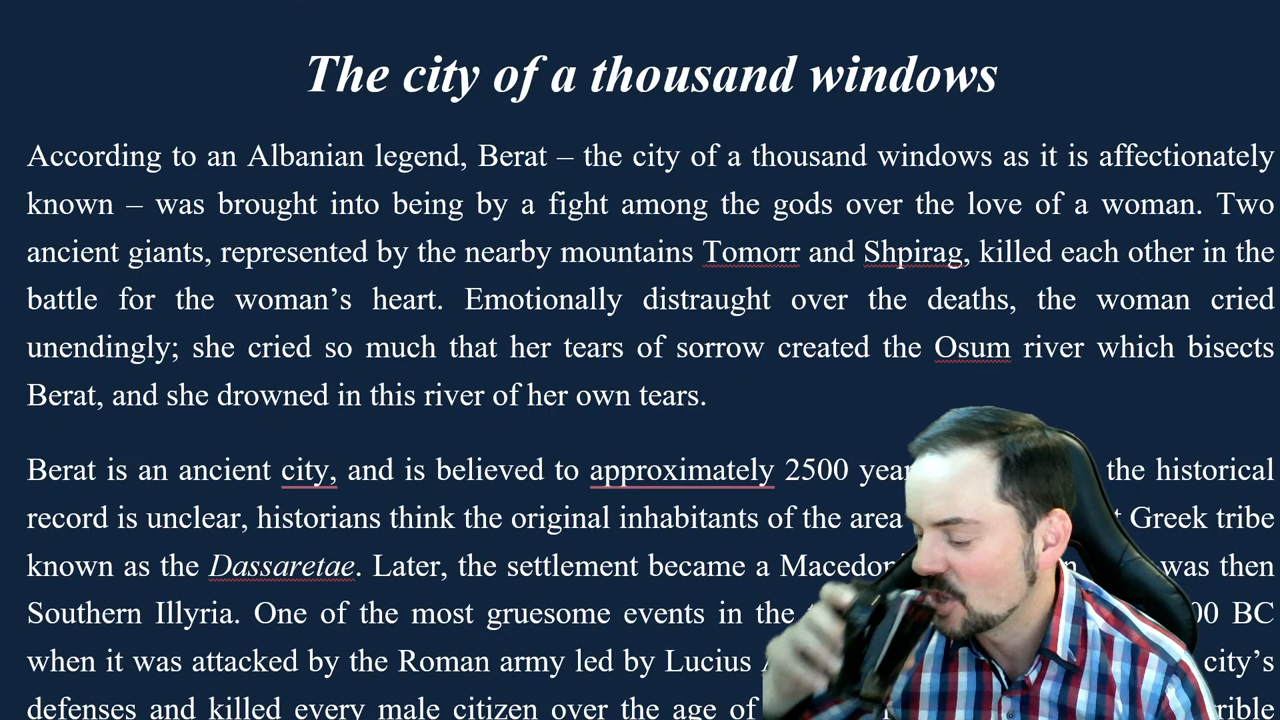 The city of a thousand windows
According to an Albanian legend, Berat – the city of a thousand windows as it is affectionately
known – was brought into being by a fight among the gods over the love of a woman. Two
ancient giants, represented by the nearby mountains Tomorr and Shpirag, killed each other in the
battle for the woman’s heart. Emotionally distraught over the deaths, the woman cried
unendingly; she cried so much that her tears of sorrow created the Osum river which bisects
Berat, and she drowned in this river of her own tears.
Berat is an ancient city, and is believed to approximately 2500 the historical
record is unclear, historians think the original inhabitants of the area Greek tribe
known as the Dassaretae. Later, the settlement became a was then
Southern Illyria. One of the most gruesome events in the BC
when it was attacked by the Roman army led by Lucius city’s
defenses and killed every male citizen over the age of